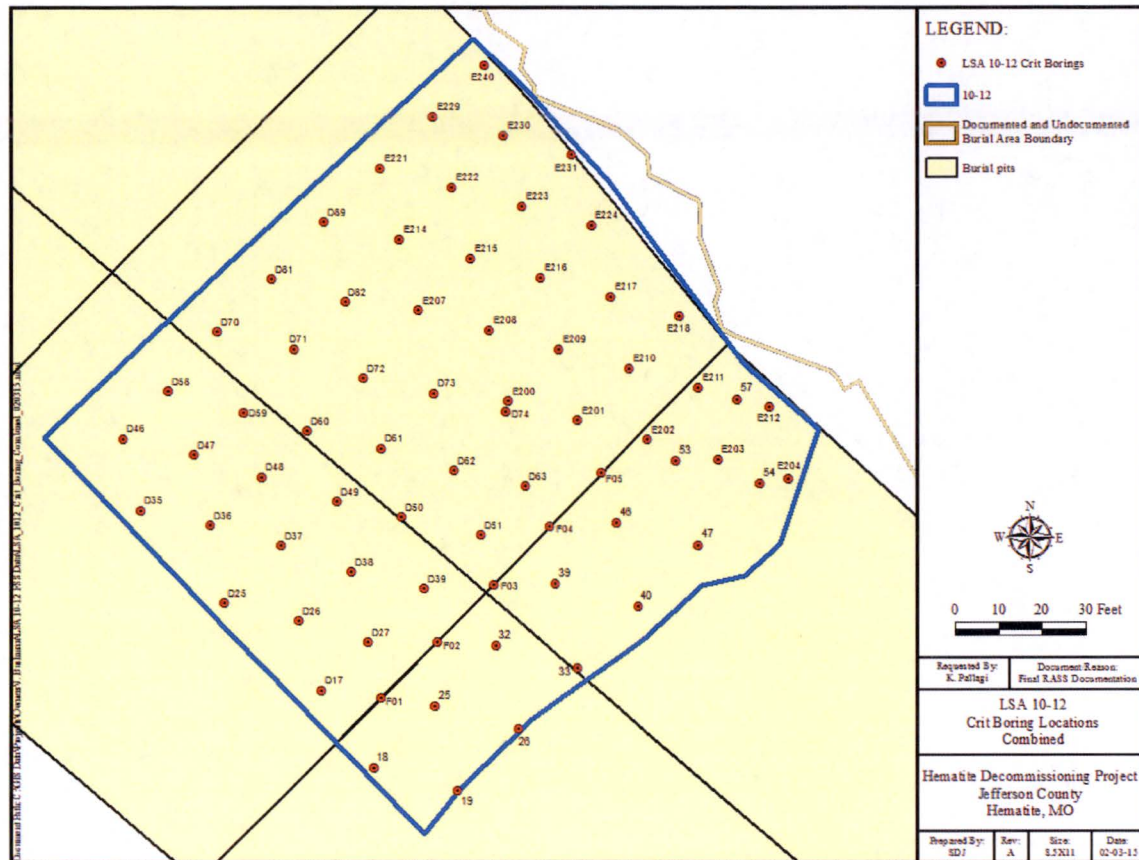 E240
E229
E230
E231
E221
E222
E223
D89
E224
E214
E215
E216
D81
E217
D82
E207
E218
D70
E208
D71
E209
E210
D72
E211
D73
57
D58
E200
E212
D59
D74
E201
D60
E202
D46
D61
53
E203
D47
D62
54
E204
D48
D63
F05
D49
D35
D50
46
D36
D51
F04
47
D37
D38
39
D39
F03
40
D25
D26
D27
F02
32
33
D17
F01
25
26
18
19
LEGEND:
LSA 10-12 Crit Borings
10-12
Documented and Undocumented
Burial Area Boundary
Burial pits
N
W E
S
0 10 20 30 Feet
Requested By:
K. Pallagi
Document Reason:
Final RASS Documentation
LSA 10-12
Crit Boring Locations
Combined
Hematite Decommissioning Project
Jefferson County
Hematite, MO
Prepared By:
SDJ
Rev:
A
Size:
8.5X11
Date:
02-03-15